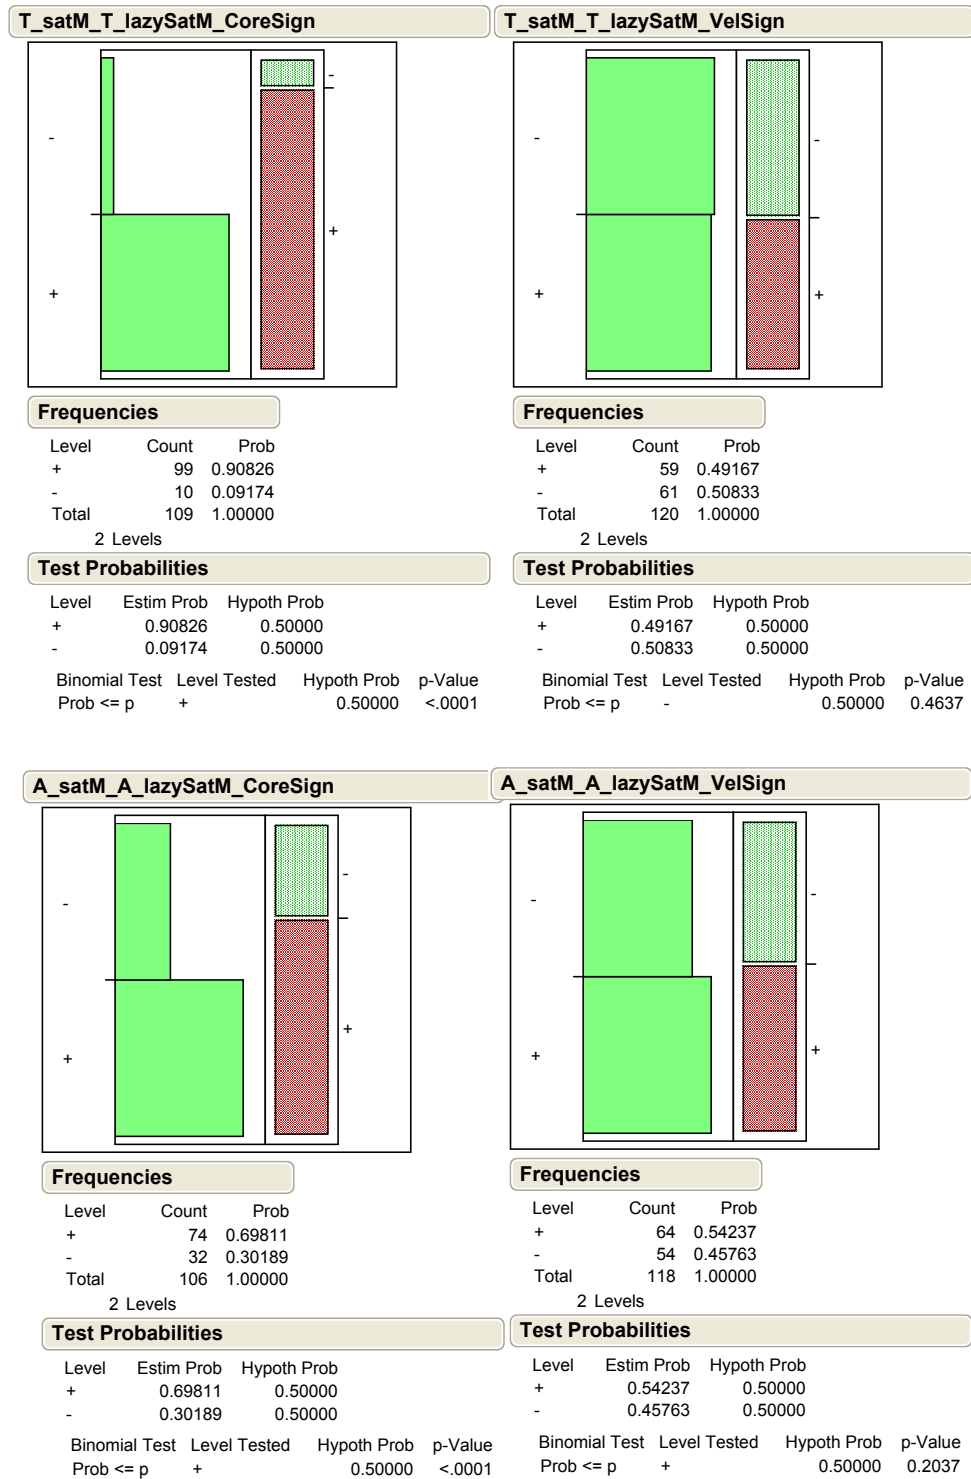 T_satM_T_lazySatM_CoreSign
-
+
-
+
Frequencies
Level Count Prob
+ 99 0.90826
- 10 0.09174
Total 109 1.00000
2 Levels
Test Probabilities
Level Estim Prob Hypoth Prob
+ 0.90826 0.50000
- 0.09174 0.50000
Binomial Test Level Tested Hypoth Prob p-Value
Prob <= p + 0.50000 <.0001
T_satM_T_lazySatM_VelSign
-
+
-
+
Frequencies
Level Count Prob
+ 59 0.49167
- 61 0.50833
Total 120 1.00000
2 Levels
Test Probabilities
Level Estim Prob Hypoth Prob
+ 0.49167 0.50000
- 0.50833 0.50000
Binomial Test Level Tested Hypoth Prob p-Value
Prob <= p - 0.50000 0.4637
A_satM_A_lazySatM_CoreSign
-
+
-
+
Frequencies
Level Count Prob
+ 74 0.69811
- 32 0.30189
Total 106 1.00000
2 Levels
Test Probabilities
Level Estim Prob Hypoth Prob
+ 0.69811 0.50000
- 0.30189 0.50000
Binomial Test Level Tested Hypoth Prob p-Value
Prob <= p + 0.50000 <.0001
A_satM_A_lazySatM_VelSign
-
+
-
+
Frequencies
Level Count Prob
+ 64 0.54237
- 54 0.45763
Total 118 1.00000
2 Levels
Test Probabilities
Level Estim Prob Hypoth Prob
+ 0.54237 0.50000
- 0.45763 0.50000
Binomial Test Level Tested Hypoth Prob p-Value
Prob <= p + 0.50000 0.2037